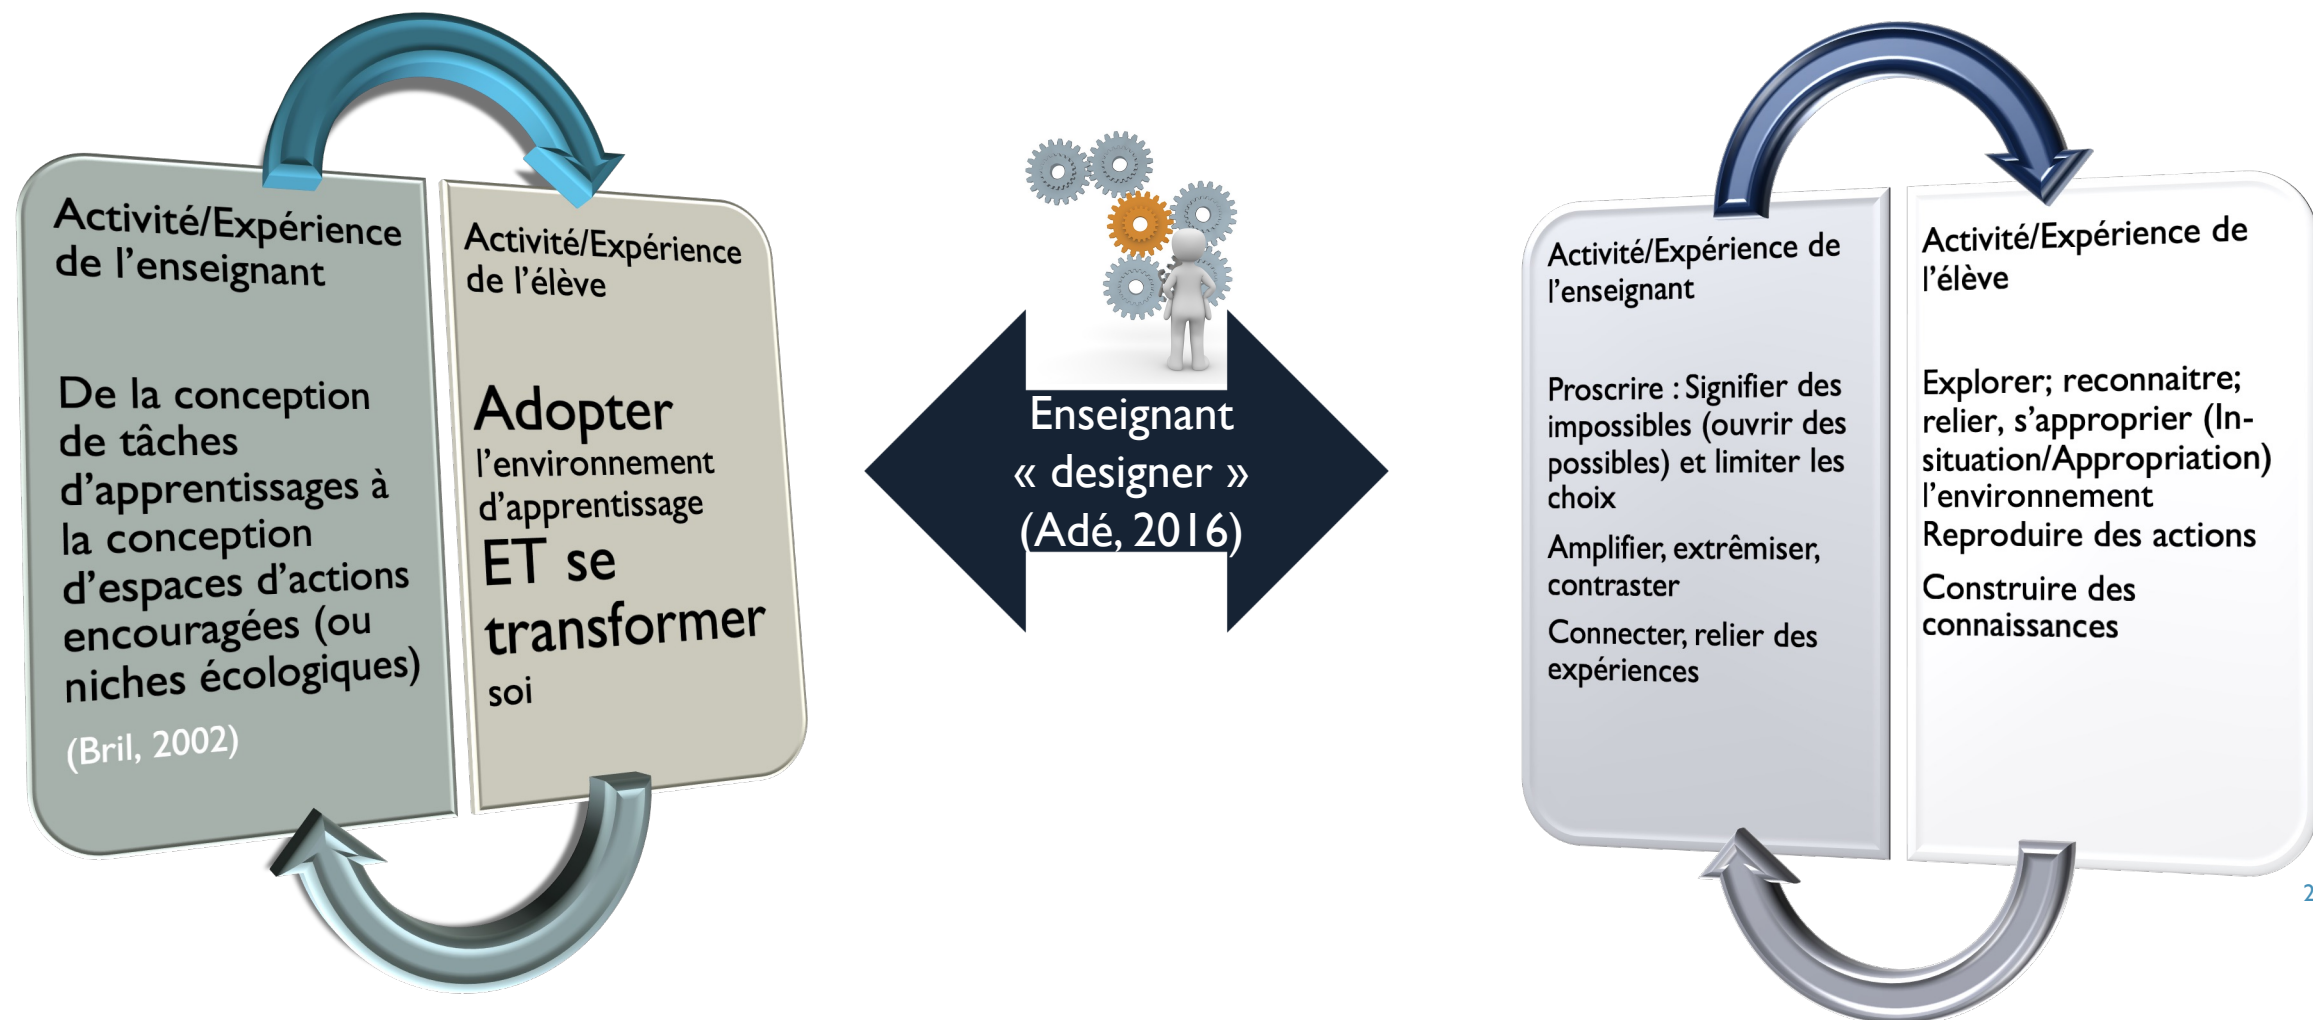 Activité/Expérience
de l’enseignant
De la conception
de tâches
d’apprentissages à
la conception
d’espaces d’actions
encouragées (ou
niches écologiques)
(Bril, 2002)
Activité/Expérience
de l’élève
Adopter
l’environnement
d’apprentissage
ET se
transformer
soi
Enseignant
« designer »
(Adé, 2016)
Activité/Expérience de
l’enseignant
Proscrire : Signifier des
impossibles (ouvrir des
possibles) et limiter les
choix
Amplifier, extrêmiser,
contraster
Connecter, relier des
expériences
Activité/Expérience de
l’élève
Explorer; reconnaitre;
relier, s’approprier (In-
situation/Appropriation)
l’environnement
Reproduire des actions
Construire des
connaissances
2